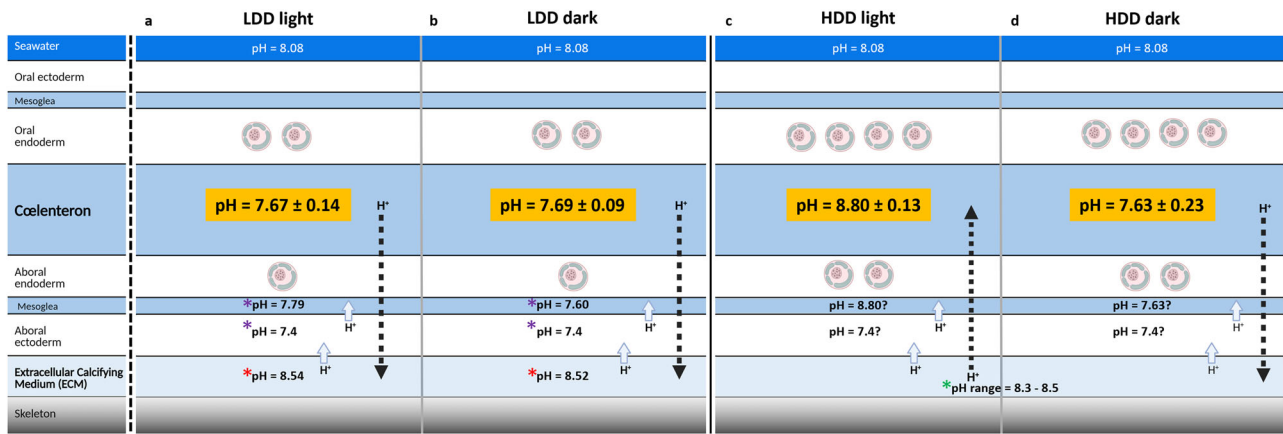 a LDD light b LDD dark c HDD light d HDD dark
Seawater pH = 8.08 pH = 8.08 pH = 8.08 pH = 8.08
Oral ectoderm
Mesoglea
Oral
endoderm
Cœlenteron pH = 7.67 ± 0.14 H⁺ pH = 7.69 ± 0.09 H⁺ pH = 8.80 ± 0.13 pH = 7.63 ± 0.23 H⁺
Aboral
endoderm
Mesoglea *pH = 7.79 *pH = 7.60 pH = 8.80? pH = 7.63?
H⁺ H⁺ H⁺ H⁺
Aboral
ectoderm
*pH = 7.4 *pH = 7.4 pH = 7.4? pH = 7.4?
H⁺ H⁺ H⁺ H⁺
Extracellular Calcifying
Medium (ECM)
*pH = 8.54 *pH = 8.52 H⁺
*pH range = 8.3 - 8.5
Skeleton